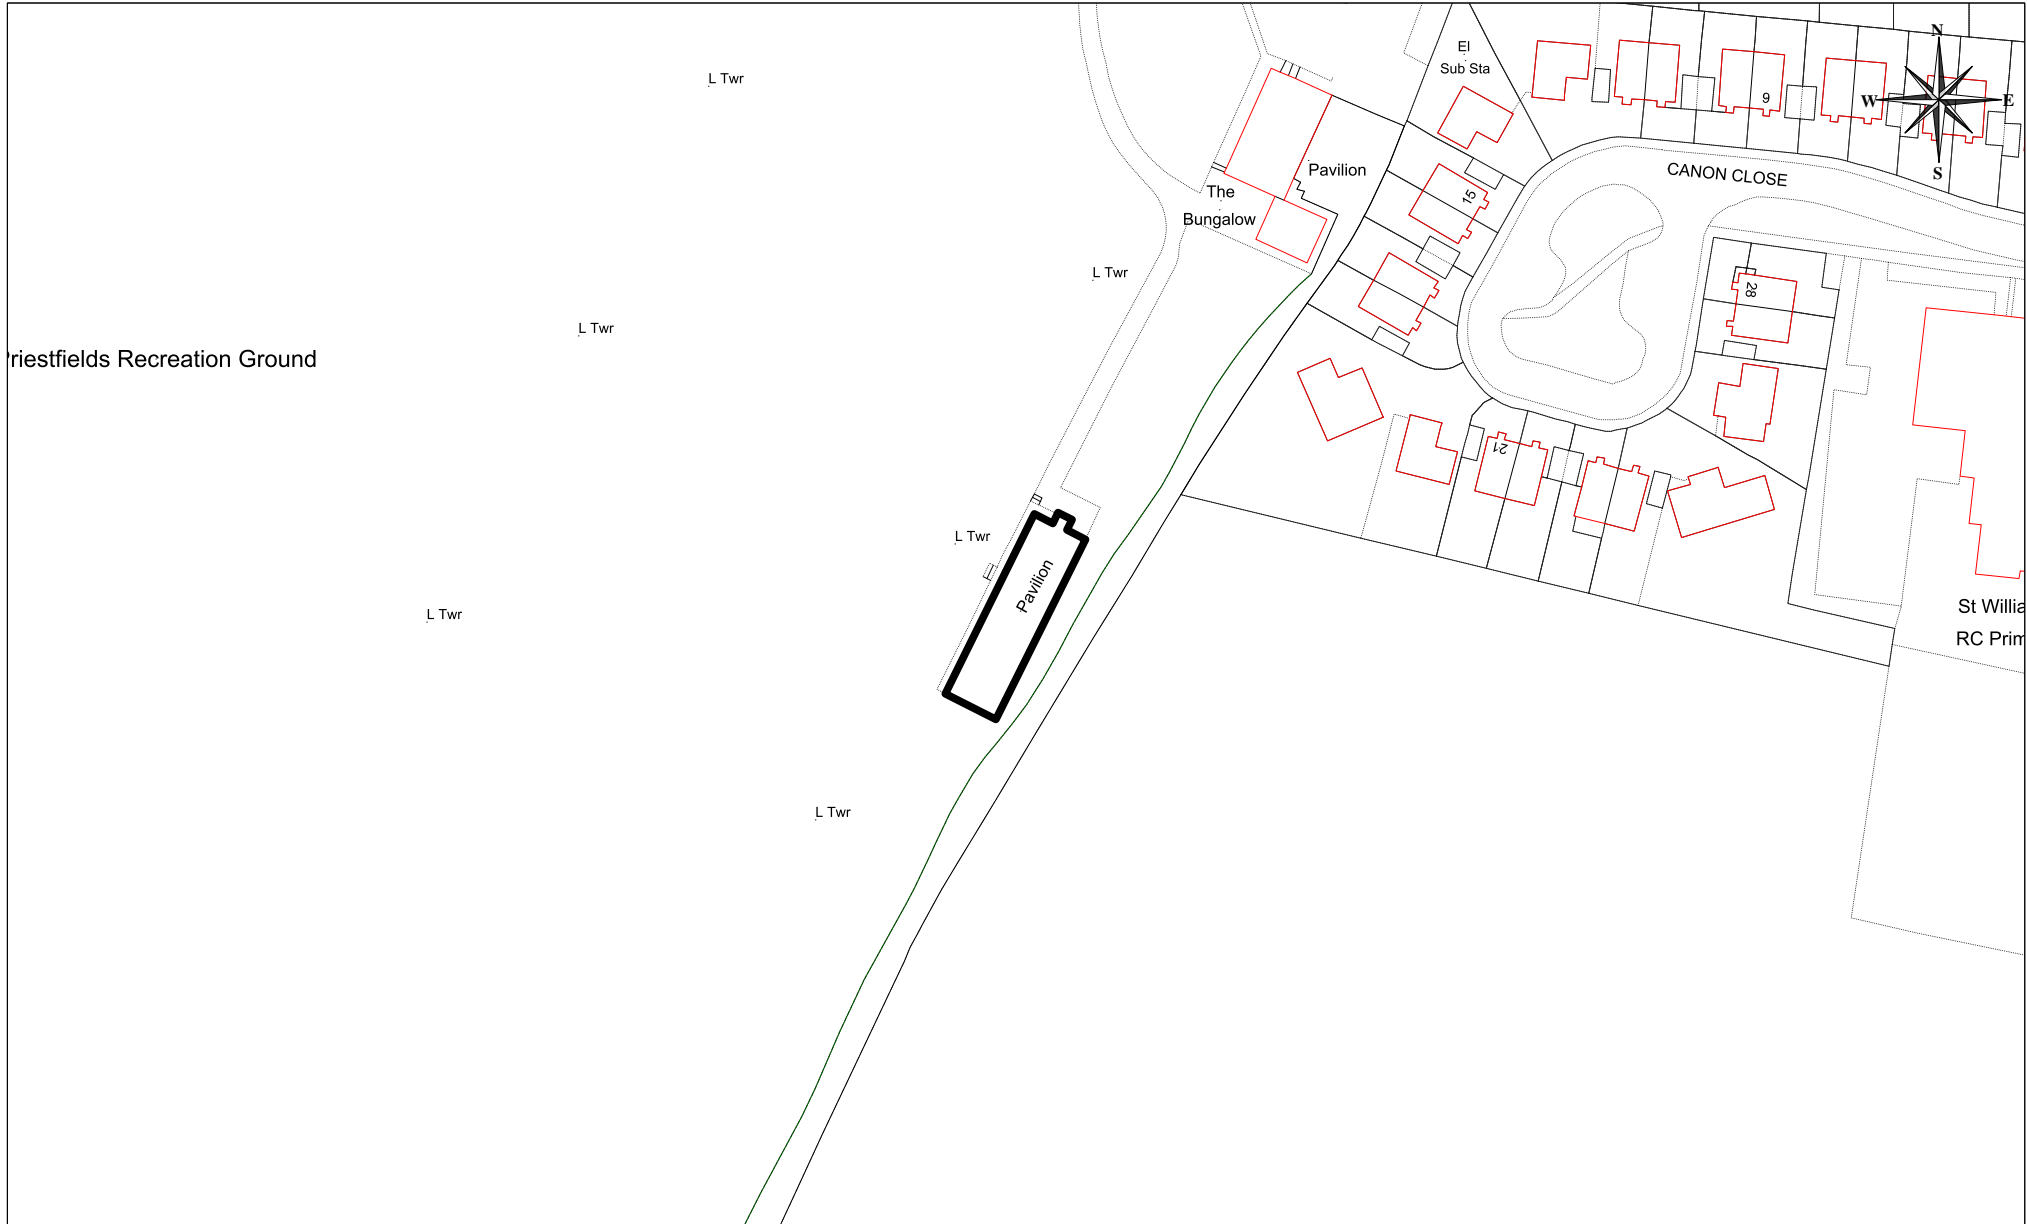 N
W
E
S
El
Sub Sta
L Twr
9
CANON CLOSE
Pavilion
15
The
Bungalow
L Twr
28
L Twr
riestfields Recreation Ground
21
L Twr
Pavilion
St Willia
RC Prim
L Twr
L Twr